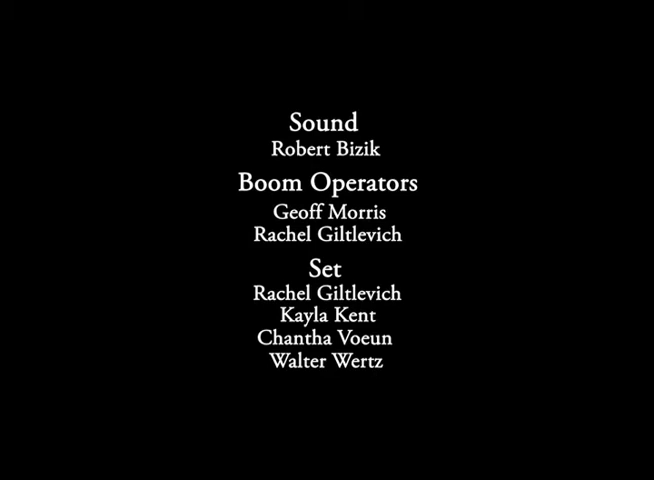 Sound
Robert Bizik
Boom Operators
Geoff Morris
Rachel Giltlevich
Set
Rachel Giltlevich
Kayla Kent
Chantha Voeun
Walter Wertz